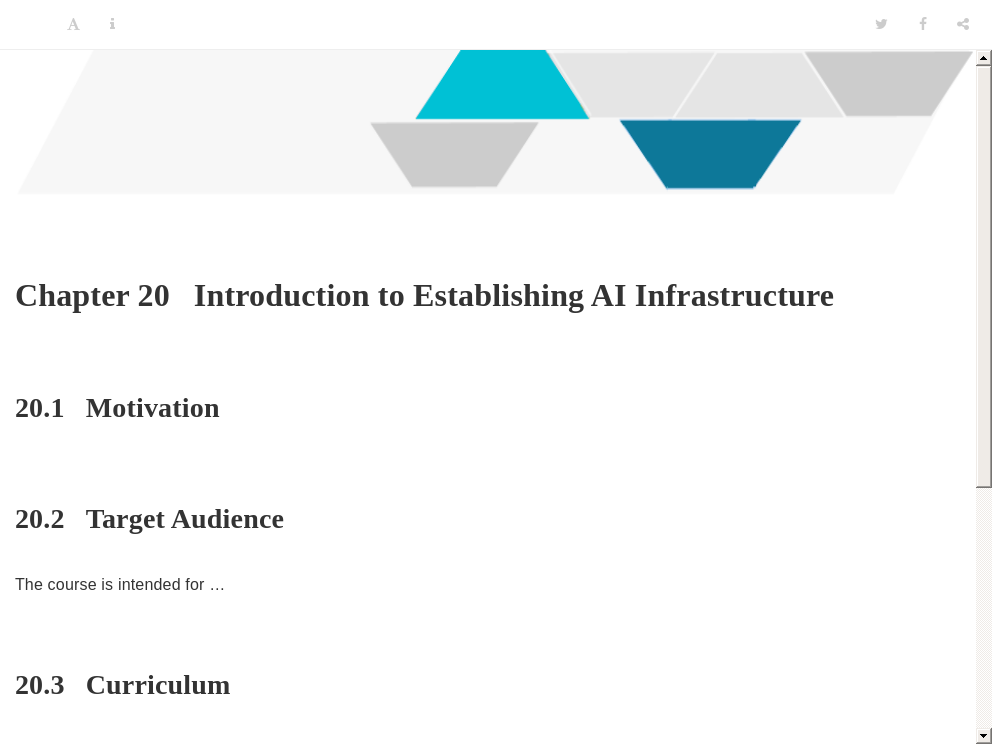 Chapter 20 Introduction to Establishing AI Infrastructure
20.1 Motivation
20.2 Target Audience
The course is intended for …
20.3 Curriculum